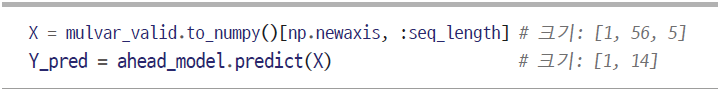 X = mulvar_valid.to_numpy()[np.newaxis, :seq_length] # 크기: [1, 56, 5]
Y_pred = ahead_model.predict(X) # 크기: [1, 14]